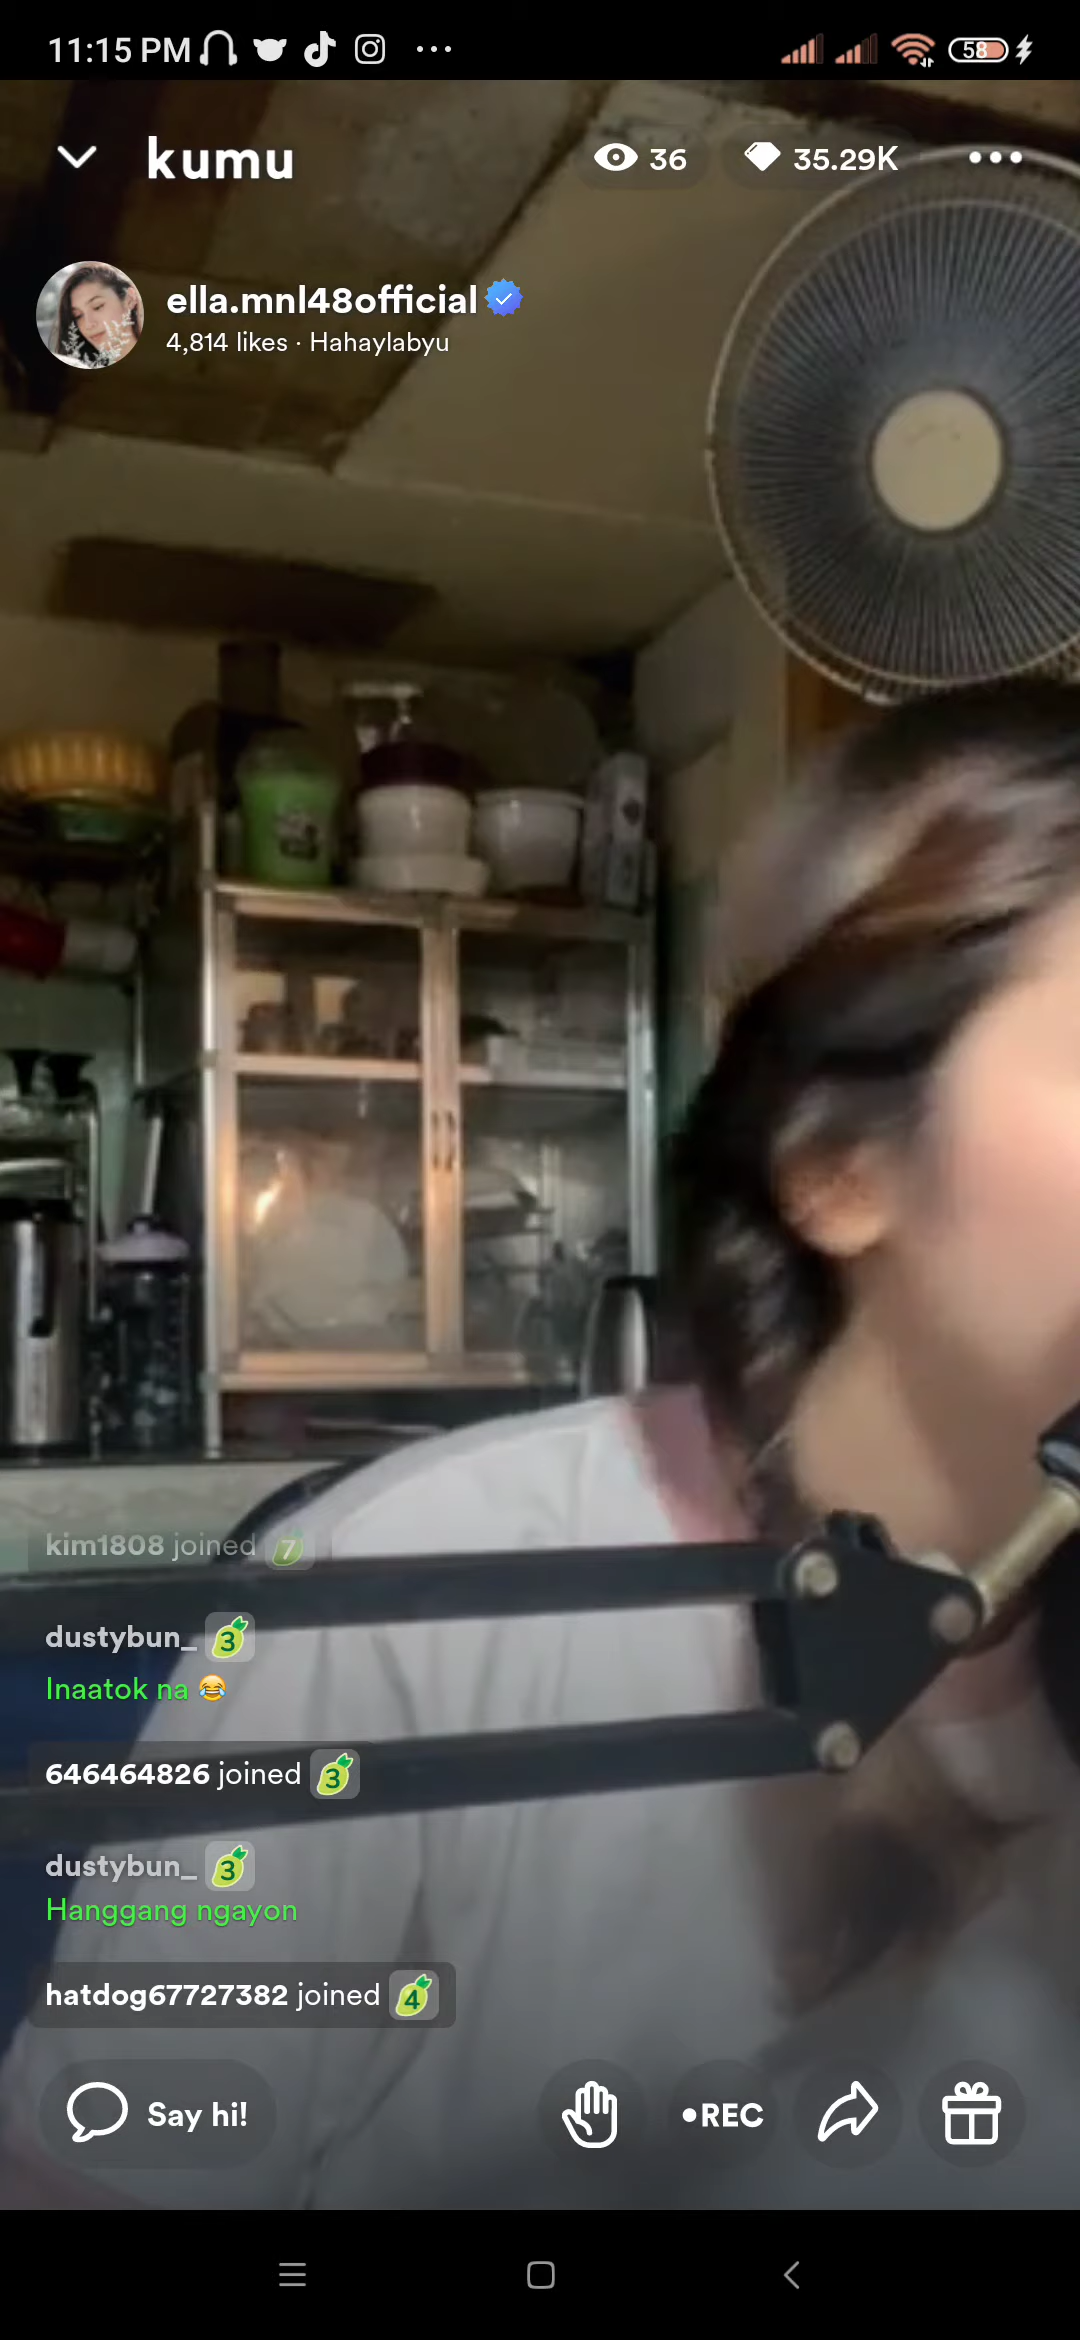 11:15 PM
58
kumu
36
35.29K
ella.mnl48official
4,814 likes · Hahaylabyu
kim1808 joined 7
dustybun_ 3
Inaatok na 😂
646464826 joined 3
dustybun_ 3
Hanggang ngayon
hatdog67727382 joined 4
Say hi!
•REC